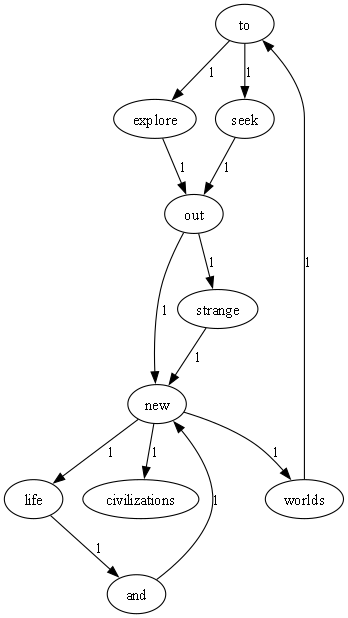 to
1 1
explore seek
1 1
out
1
strange
1
1
1
new
1 1 1
life civilizations worlds
1
1
and